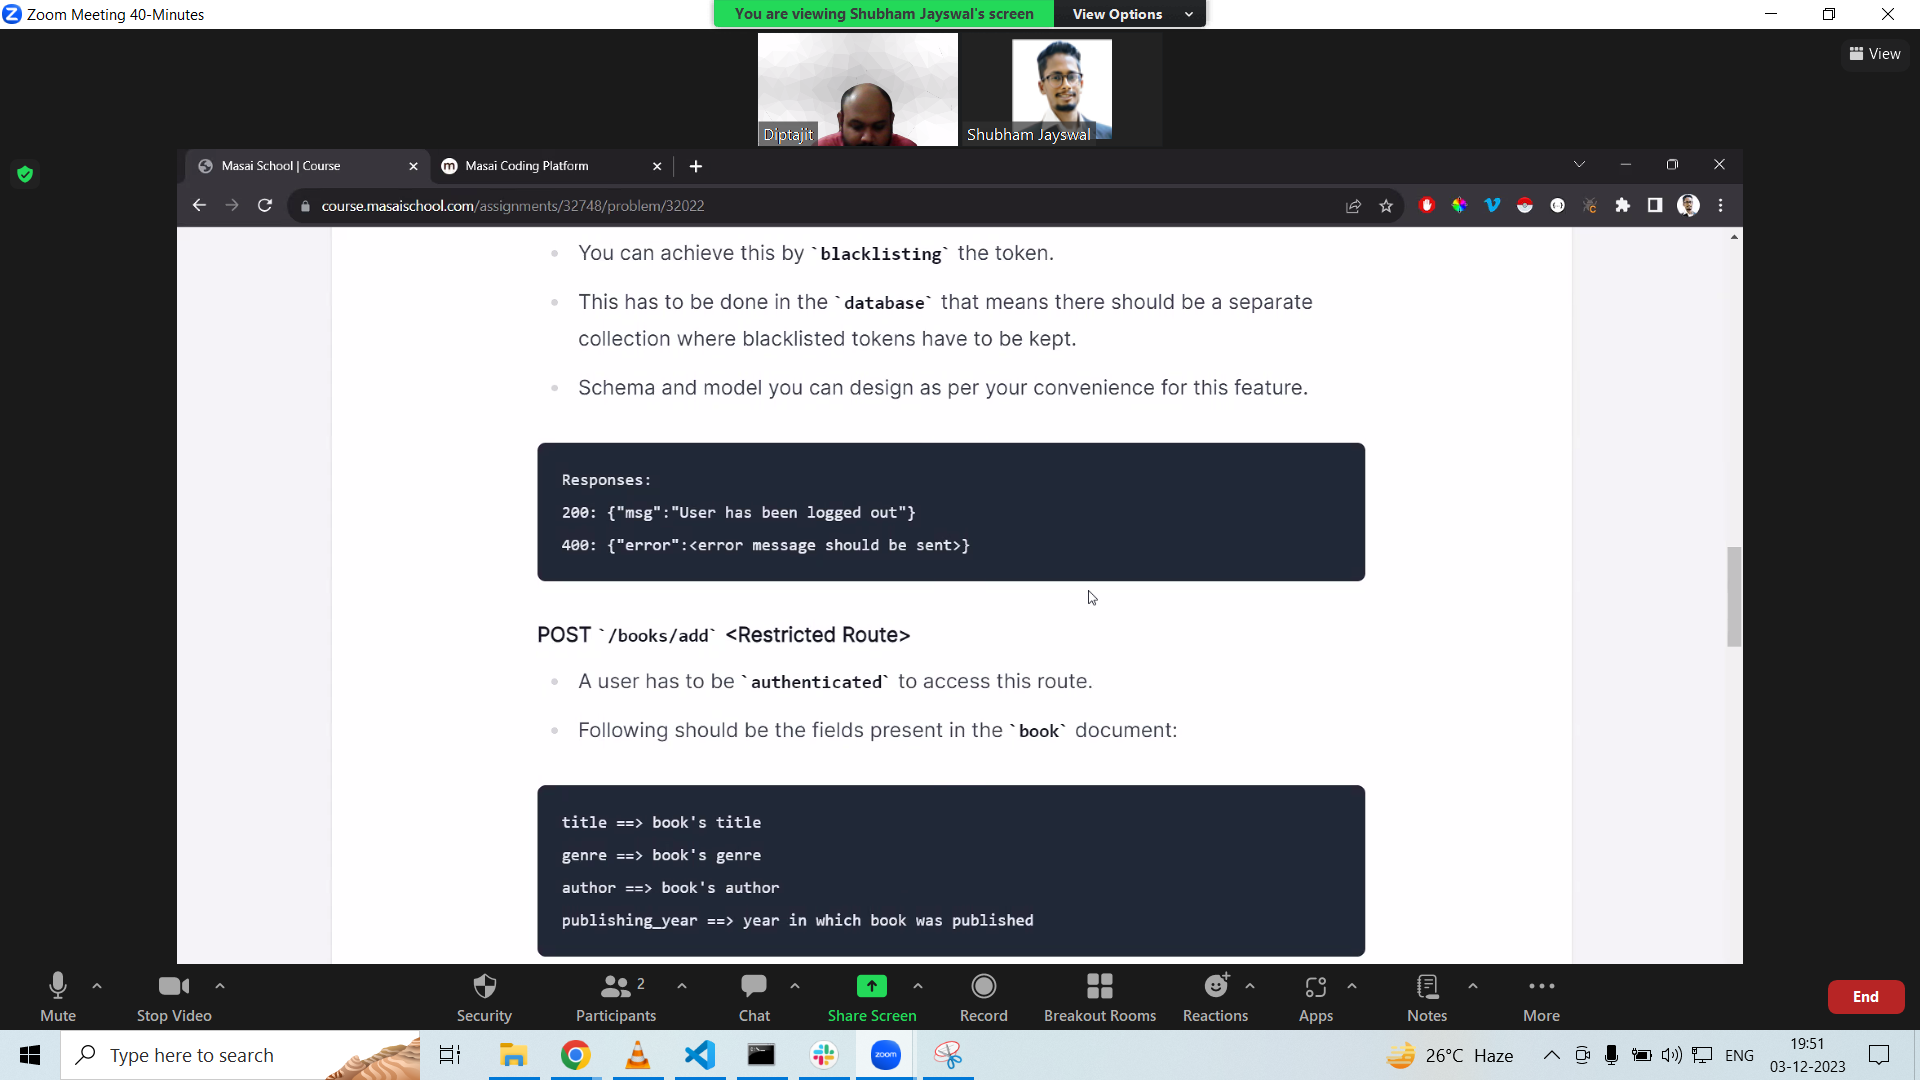 Zoom Meeting 40-Minutes
You are viewing Shubham Jayswal's screen
View Options
View
Diptajit
Shubham Jayswal
Masai School | Course
Masai Coding Platform
course.masaischool.com/assignments/32748/problem/32022
You can achieve this by `blacklisting` the token.
This has to be done in the `database` that means there should be a separate
collection where blacklisted tokens have to be kept.
Schema and model you can design as per your convenience for this feature.
Responses:
200: {"msg":"User has been logged out"}
400: {"error":<error message should be sent>}
POST `/books/add` <Restricted Route>
A user has to be `authenticated` to access this route.
Following should be the fields present in the `book` document:
title ==> book's title
genre ==> book's genre
author ==> book's author
publishing_year ==> year in which book was published
Mute
Stop Video
Security
Participants
2
Chat
Share Screen
Record
Breakout Rooms
Reactions
Apps
Notes
More
End
Type here to search
zoom
26°C Haze
ENG
19:51
03-12-2023